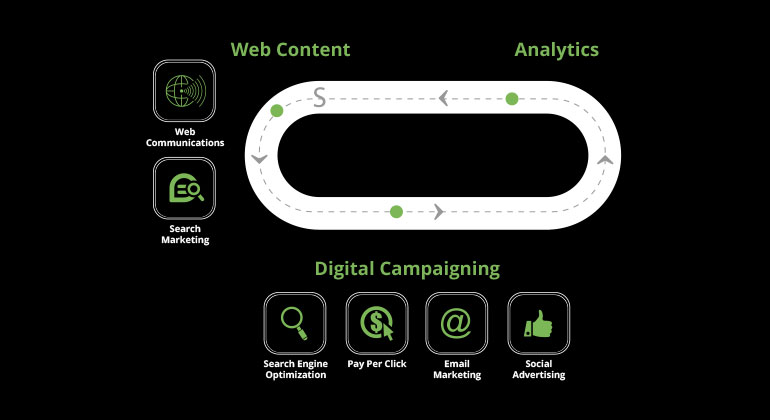 Web Content
Analytics
S
Web
Communications
Search
Marketing
Digital Campaigning
@
Search Engine
Optimization
Pay Per Click
Email
Marketing
Social
Advertising